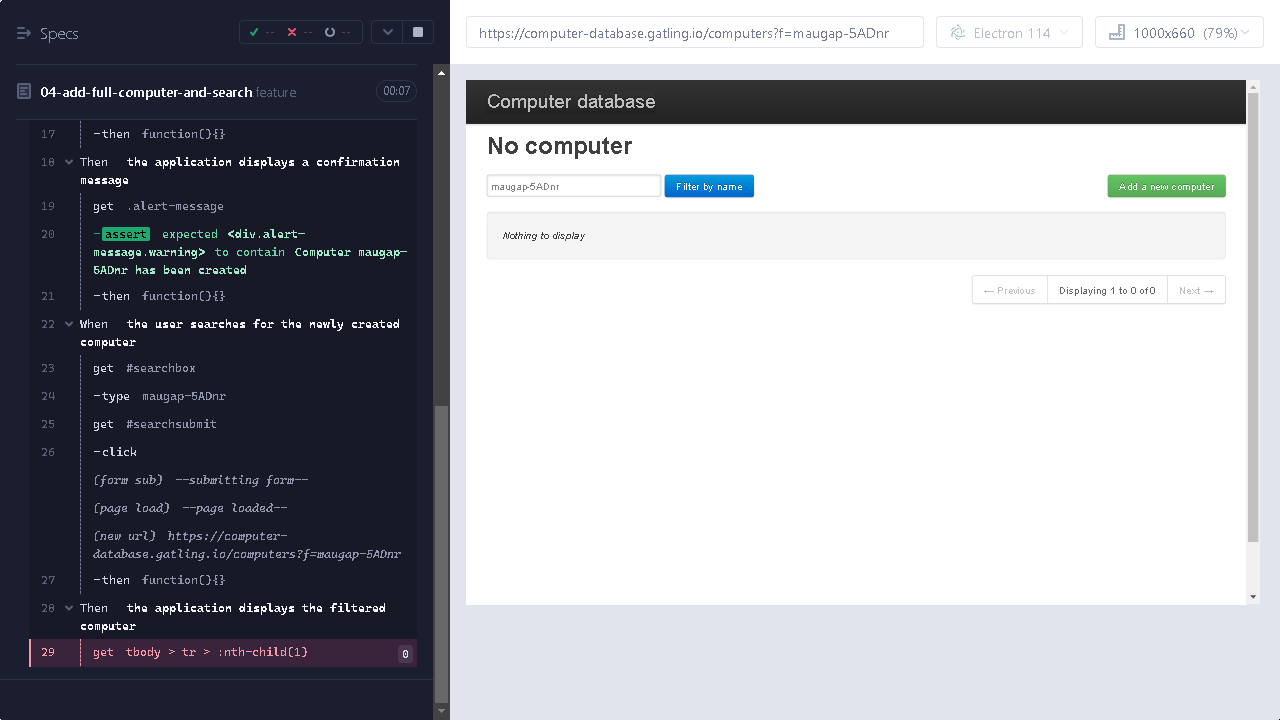 Specs
-- -- --
04-add-full-computer-and-search.feature
00:07
17 -then function(){}
18 Then the application displays a confirmation
message
19 get .alert-message
20 -assert expected <div.alert-
message.warning> to contain Computer maugap-
5ADnr has been created
21 -then function(){}
22 When the user searches for the newly created
computer
23 get #searchbox
24 -type maugap-5ADnr
25 get #searchsubmit
26 -click
(form sub) --submitting form--
(page load) --page loaded--
(new url) https://computer-
database.gatling.io/computers?f=maugap-5ADnr
27 -then function(){}
28 Then the application displays the filtered
computer
29 get tbody > tr > :nth-child(1) 0
https://computer-database.gatling.io/computers?f=maugap-5ADnr
Electron 114
1000x660 (79%)
Computer database
No computer
maugap-5ADnr
Filter by name
Add a new computer
Nothing to display
← Previous
Displaying 1 to 0 of 0
Next →